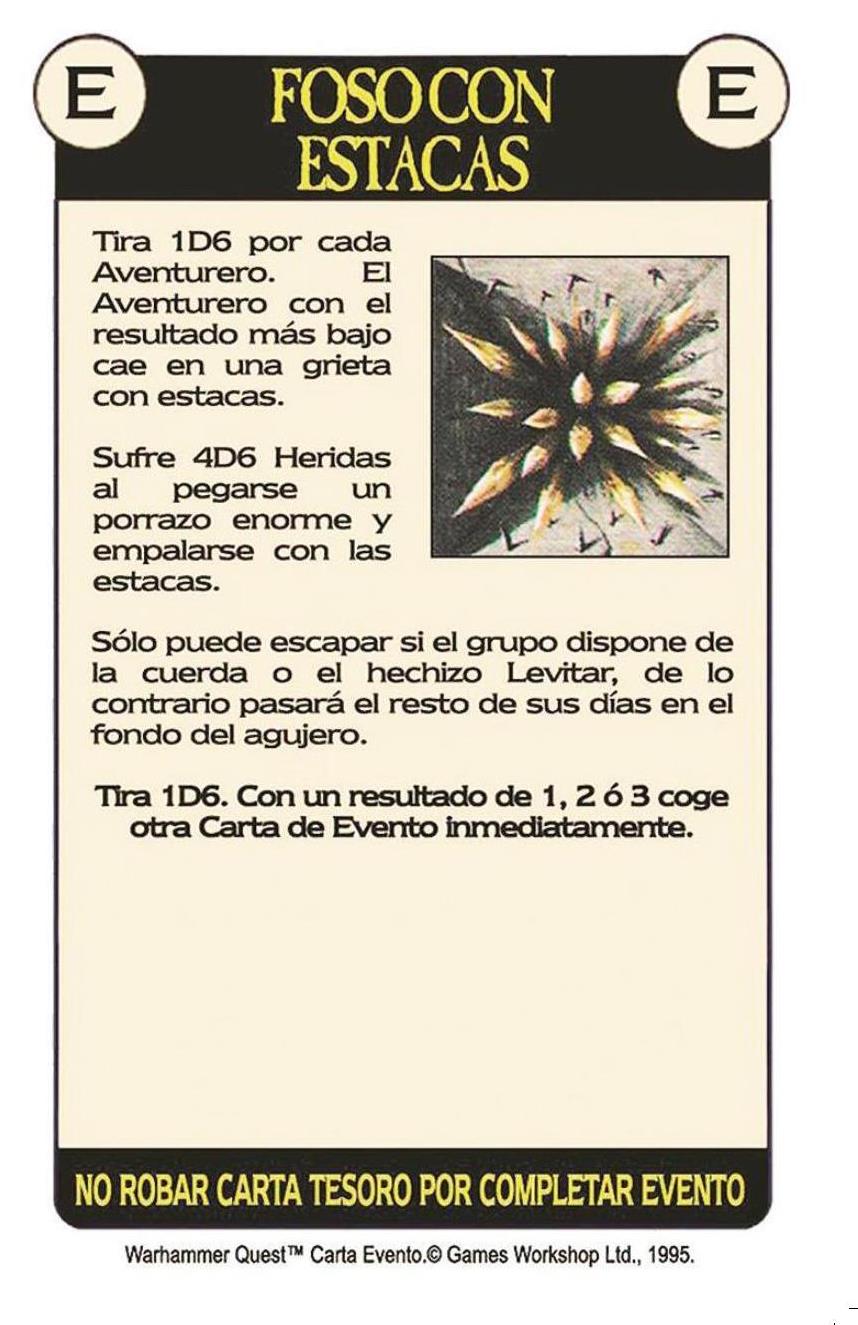 E
E
FOSO CON
ESTACAS
Tira 1D6 por cada
Aventurero. El
Aventurero con el
resultado más bajo
cae en una grieta
con estacas.
Sufre 4D6 Heridas
al pegarse un
porrazo enorme y
empalarse con las
estacas.
Sólo puede escapar si el grupo dispone de
la cuerda o el hechizo Levitar, de lo
contrario pasará el resto de sus días en el
fondo del agujero.
Tira 1D6. Con un resultado de 1, 2 ó 3 coge
otra Carta de Evento inmediatamente.
NO ROBAR CARTA TESORO POR COMPLETAR EVENTO
Warhammer Quest™ Carta Evento.© Games Workshop Ltd., 1995.